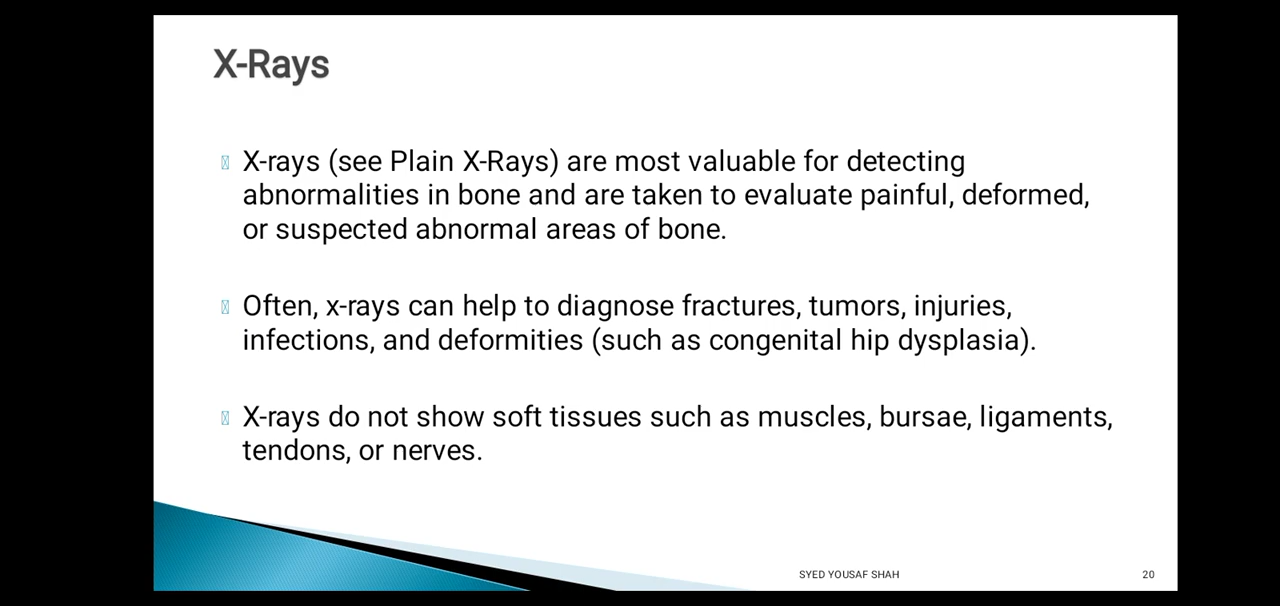 X-Rays
X-rays (see Plain X-Rays) are most valuable for detecting
abnormalities in bone and are taken to evaluate painful, deformed,
or suspected abnormal areas of bone.
Often, x-rays can help to diagnose fractures, tumors, injuries,
infections, and deformities (such as congenital hip dysplasia).
X-rays do not show soft tissues such as muscles, bursae, ligaments,
tendons, or nerves.
SYED YOUSAF SHAH
20